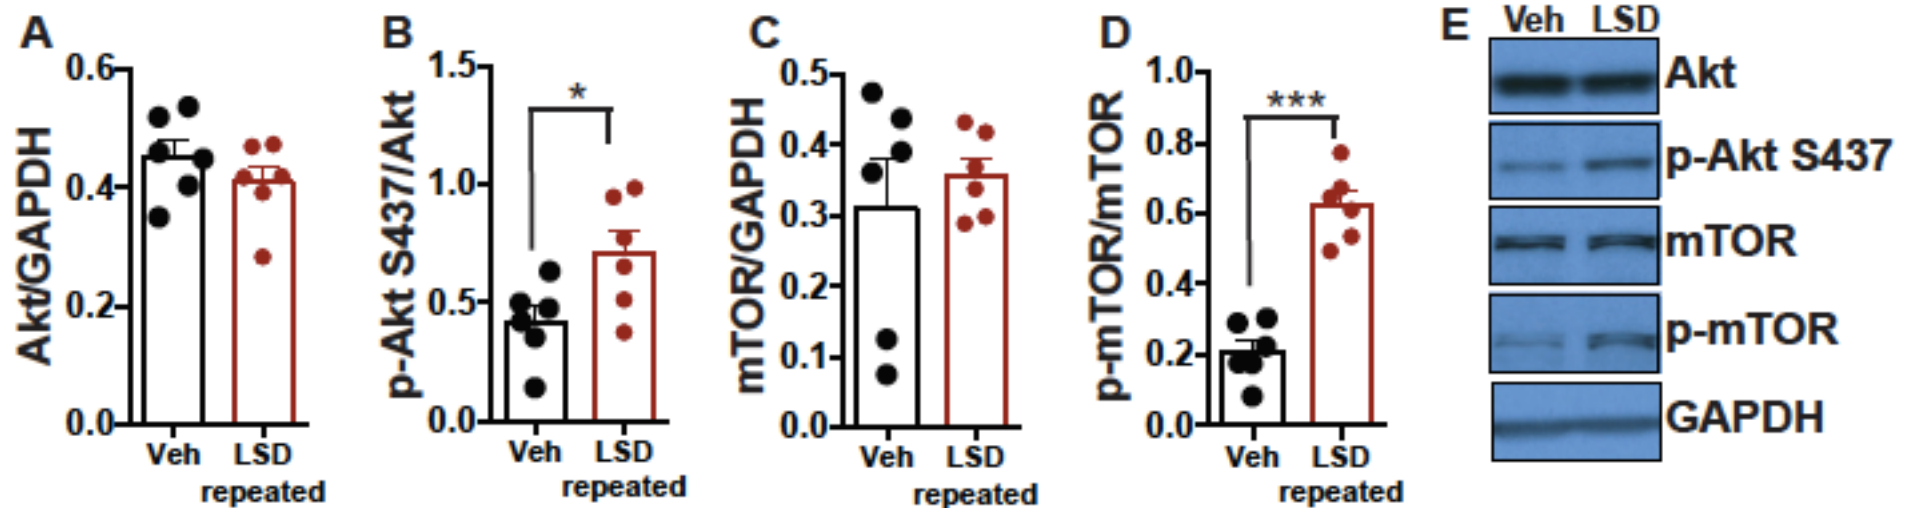 A
Akt/GAPDH
0.6
0.4
0.2
0.0
Veh LSD
repeated
B
p-Akt S437/Akt
1.5
1.0
0.5
0.0
*
Veh LSD
repeated
C
mTOR/GAPDH
0.5
0.4
0.3
0.2
0.1
0.0
Veh LSD
repeated
D
p-mTOR/mTOR
1.0
0.8
0.6
0.4
0.2
0.0
***
Veh LSD
repeated
E
Veh LSD
Akt
p-Akt S437
mTOR
p-mTOR
GAPDH